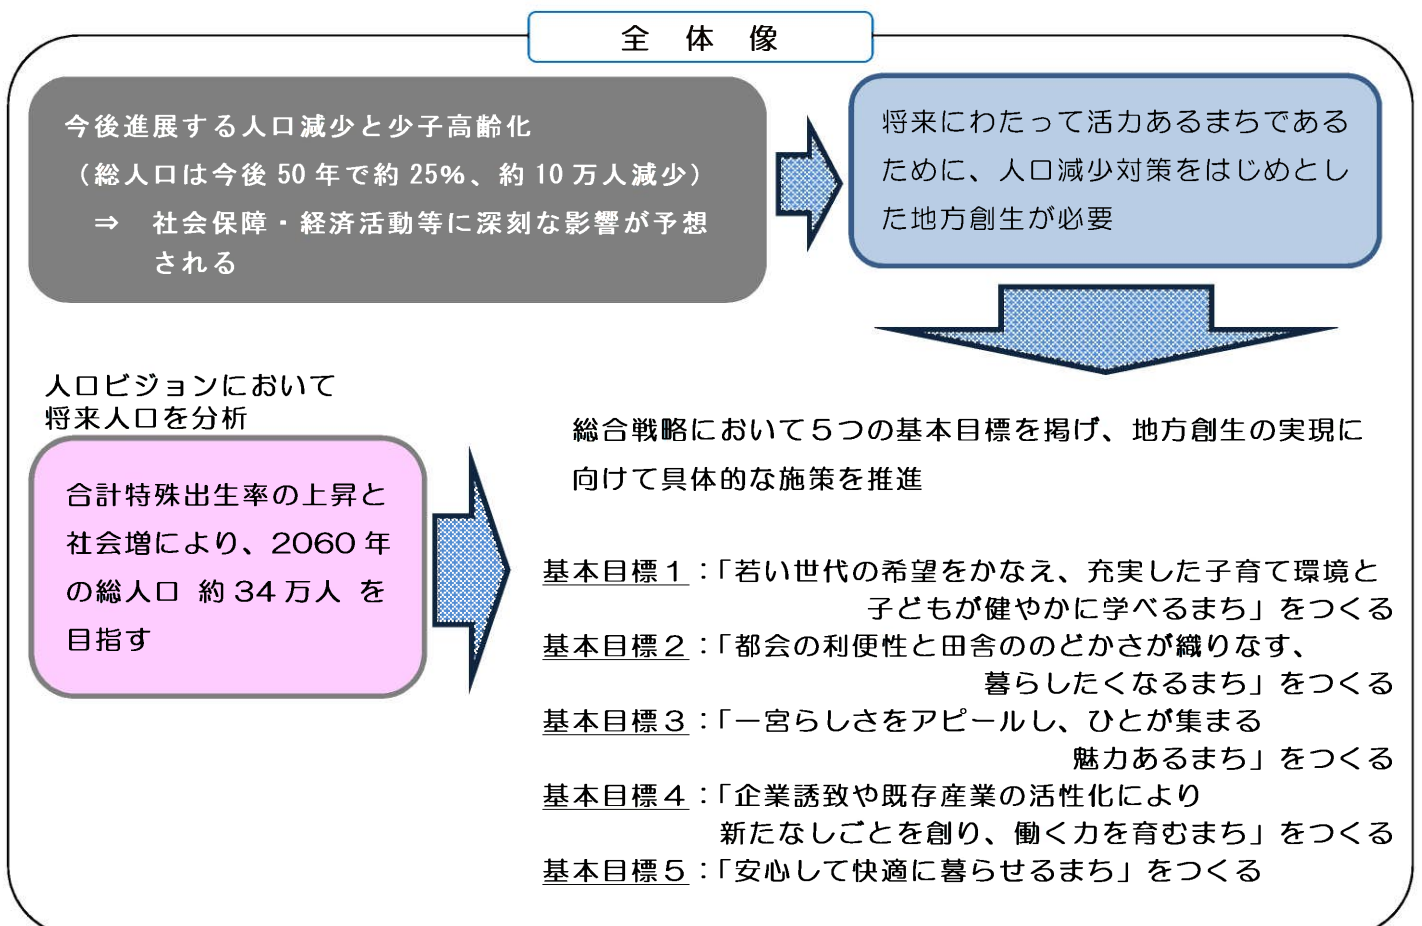 全 体 像
今後進展する人口減少と少子高齢化
（総人口は今後 50 年で約 25%、約 10 万人減少）
⇒ 社会保障・経済活動等に深刻な影響が予想
される
将来にわたって活力あるまちである
ために、人口減少対策をはじめとし
た地方創生が必要
人口ビジョンにおいて
将来人口を分析
合計特殊出生率の上昇と
社会増により、2060 年
の総人口 約 34 万人 を
目指す
総合戦略において５つの基本目標を掲げ、地方創生の実現に
向けて具体的な施策を推進
基本目標１：「若い世代の希望をかなえ、充実した子育て環境と
子どもが健やかに学べるまち」をつくる
基本目標２：「都会の利便性と田舎ののどかさが織りなす、
暮らしたくなるまち」をつくる
基本目標３：「一宮らしさをアピールし、ひとが集まる
魅力あるまち」をつくる
基本目標４：「企業誘致や既存産業の活性化により
新たなしごとを創り、働く力を育むまち」をつくる
基本目標５：「安心して快適に暮らせるまち」をつくる